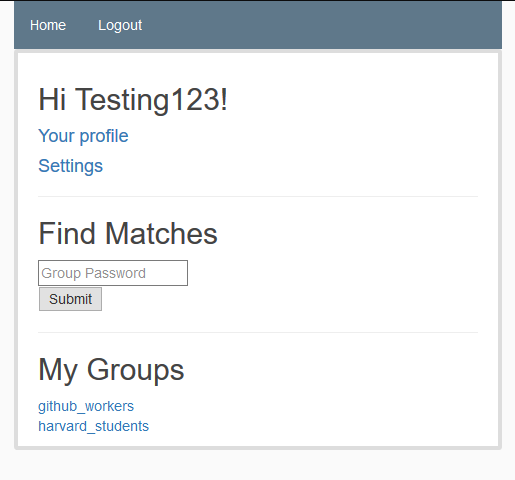 Home Logout
Hi Testing123!
Your profile
Settings
Find Matches
Group Password
Submit
My Groups
github_workers
harvard_students